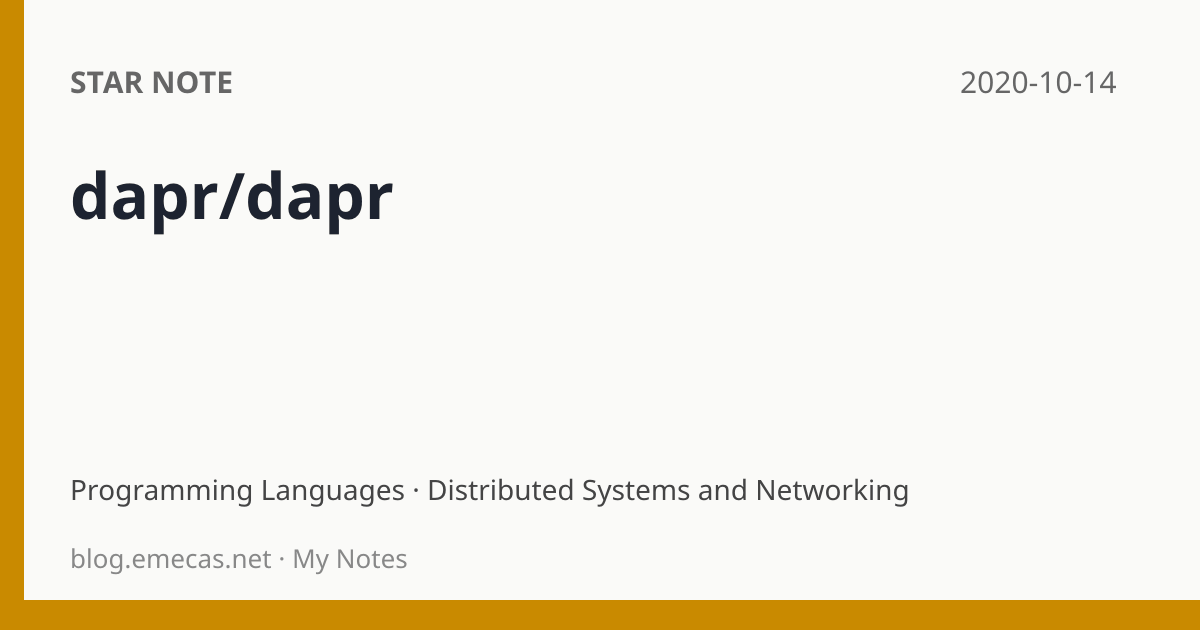 STAR NOTE
2020-10-14
dapr/dapr
Programming Languages · Distributed Systems and Networking
blog.emecas.net · My Notes